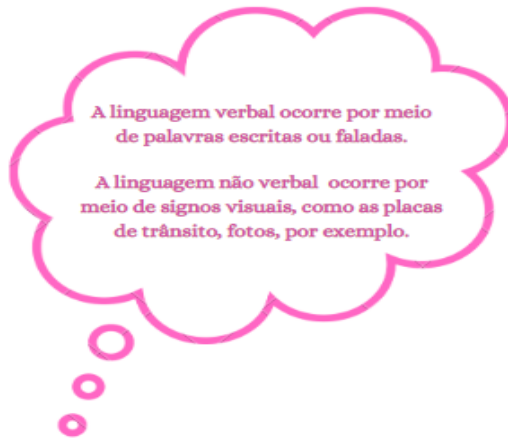 A linguagem verbal ocorre por meio
de palavras escritas ou faladas.
A linguagem não verbal ocorre por
meio de signos visuais, como as placas
de trânsito, fotos, por exemplo.